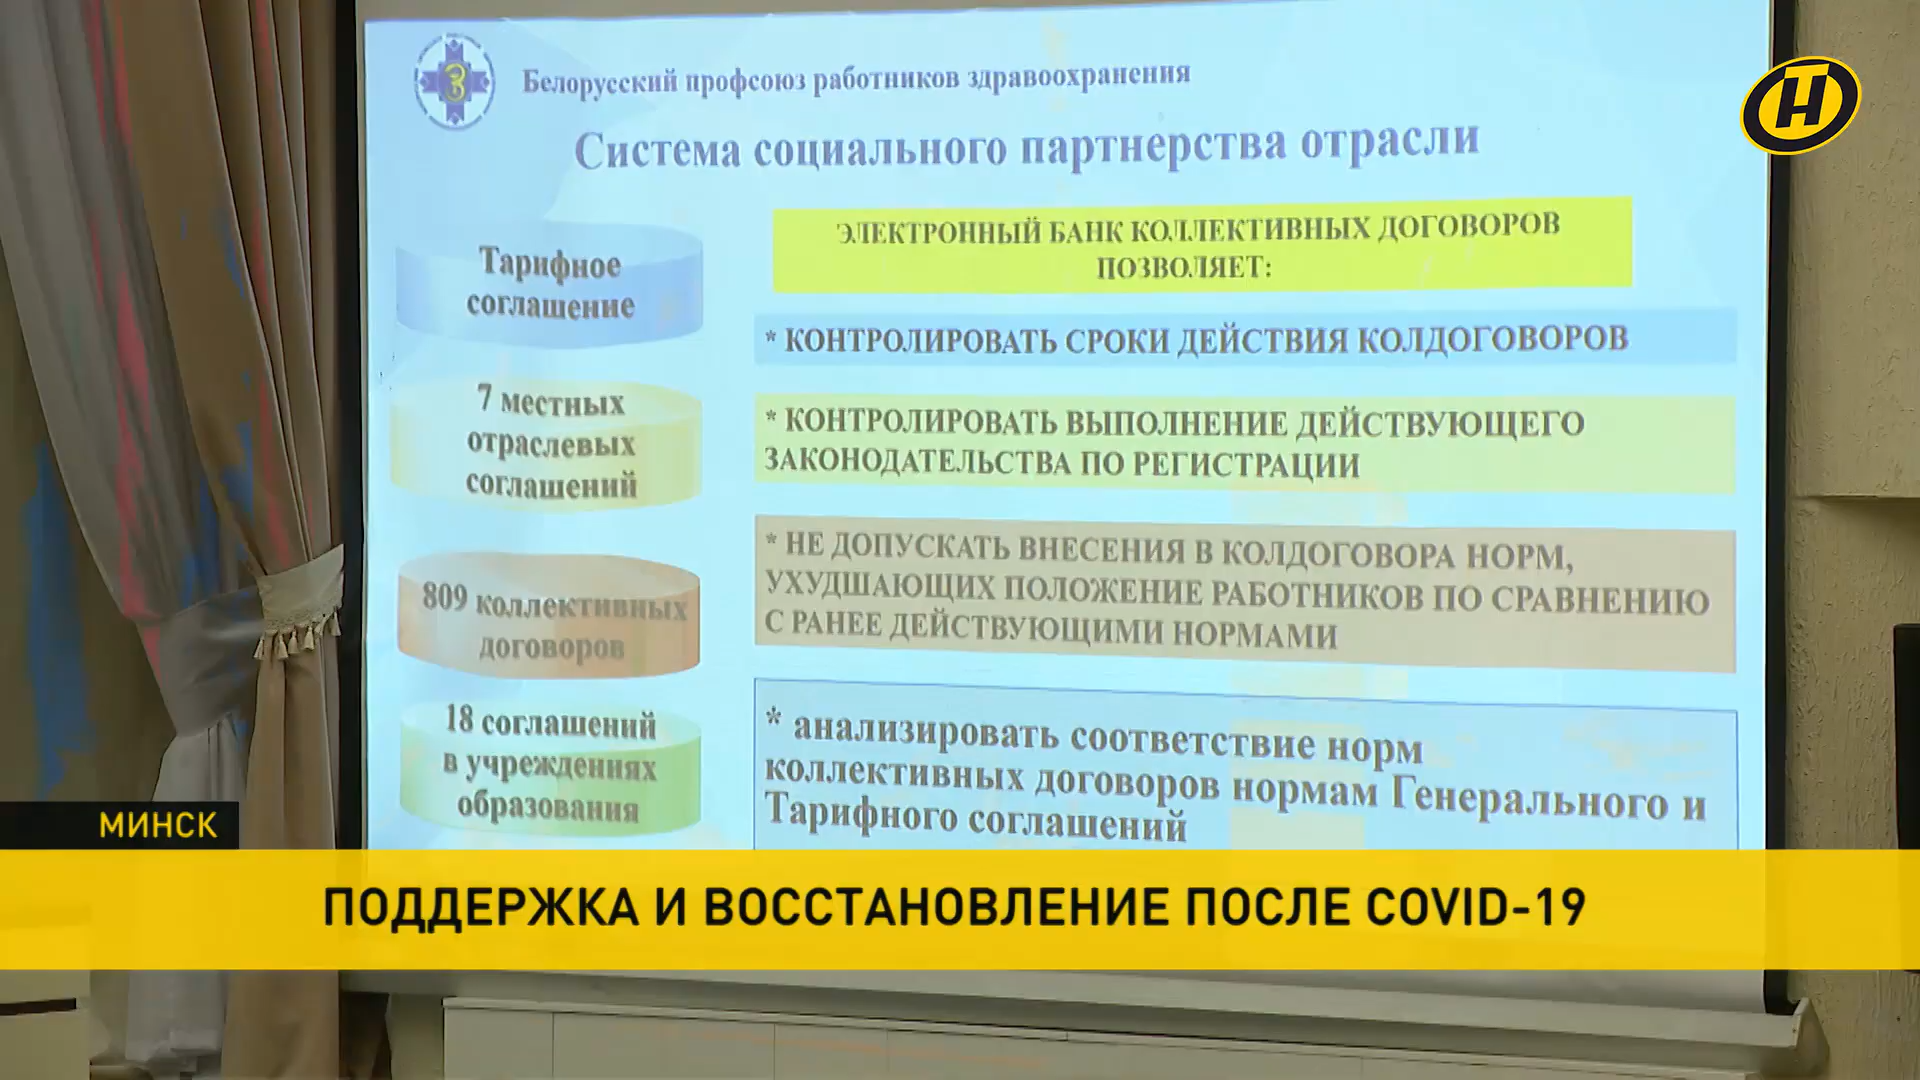 Белорусский профсоюз работников здравоохранения
Система социального партнерства отрасли
Тарифное
соглашение
7 местных
отраслевых
соглашений
809 коллективных
договоров
18 соглашений
в учреждениях
образования
ЭЛЕКТРОННЫЙ БАНК КОЛЛЕКТИВНЫХ ДОГОВОРОВ
ПОЗВОЛЯЕТ:
* КОНТРОЛИРОВАТЬ СРОКИ ДЕЙСТВИЯ КОЛДОГОВОРОВ
* КОНТРОЛИРОВАТЬ ВЫПОЛНЕНИЕ ДЕЙСТВУЮЩЕГО
ЗАКОНОДАТЕЛЬСТВА ПО РЕГИСТРАЦИИ
* НЕ ДОПУСКАТЬ ВНЕСЕНИЯ В КОЛДОГОВОРА НОРМ,
УХУДШАЮЩИХ ПОЛОЖЕНИЕ РАБОТНИКОВ ПО СРАВНЕНИЮ
С РАНЕЕ ДЕЙСТВУЮЩИМИ НОРМАМИ
* анализировать соответствие норм
коллективных договоров нормам Генерального и
Тарифного соглашений
МИНСК
ПОДДЕРЖКА И ВОССТАНОВЛЕНИЕ ПОСЛЕ COVID-19
ОНТ